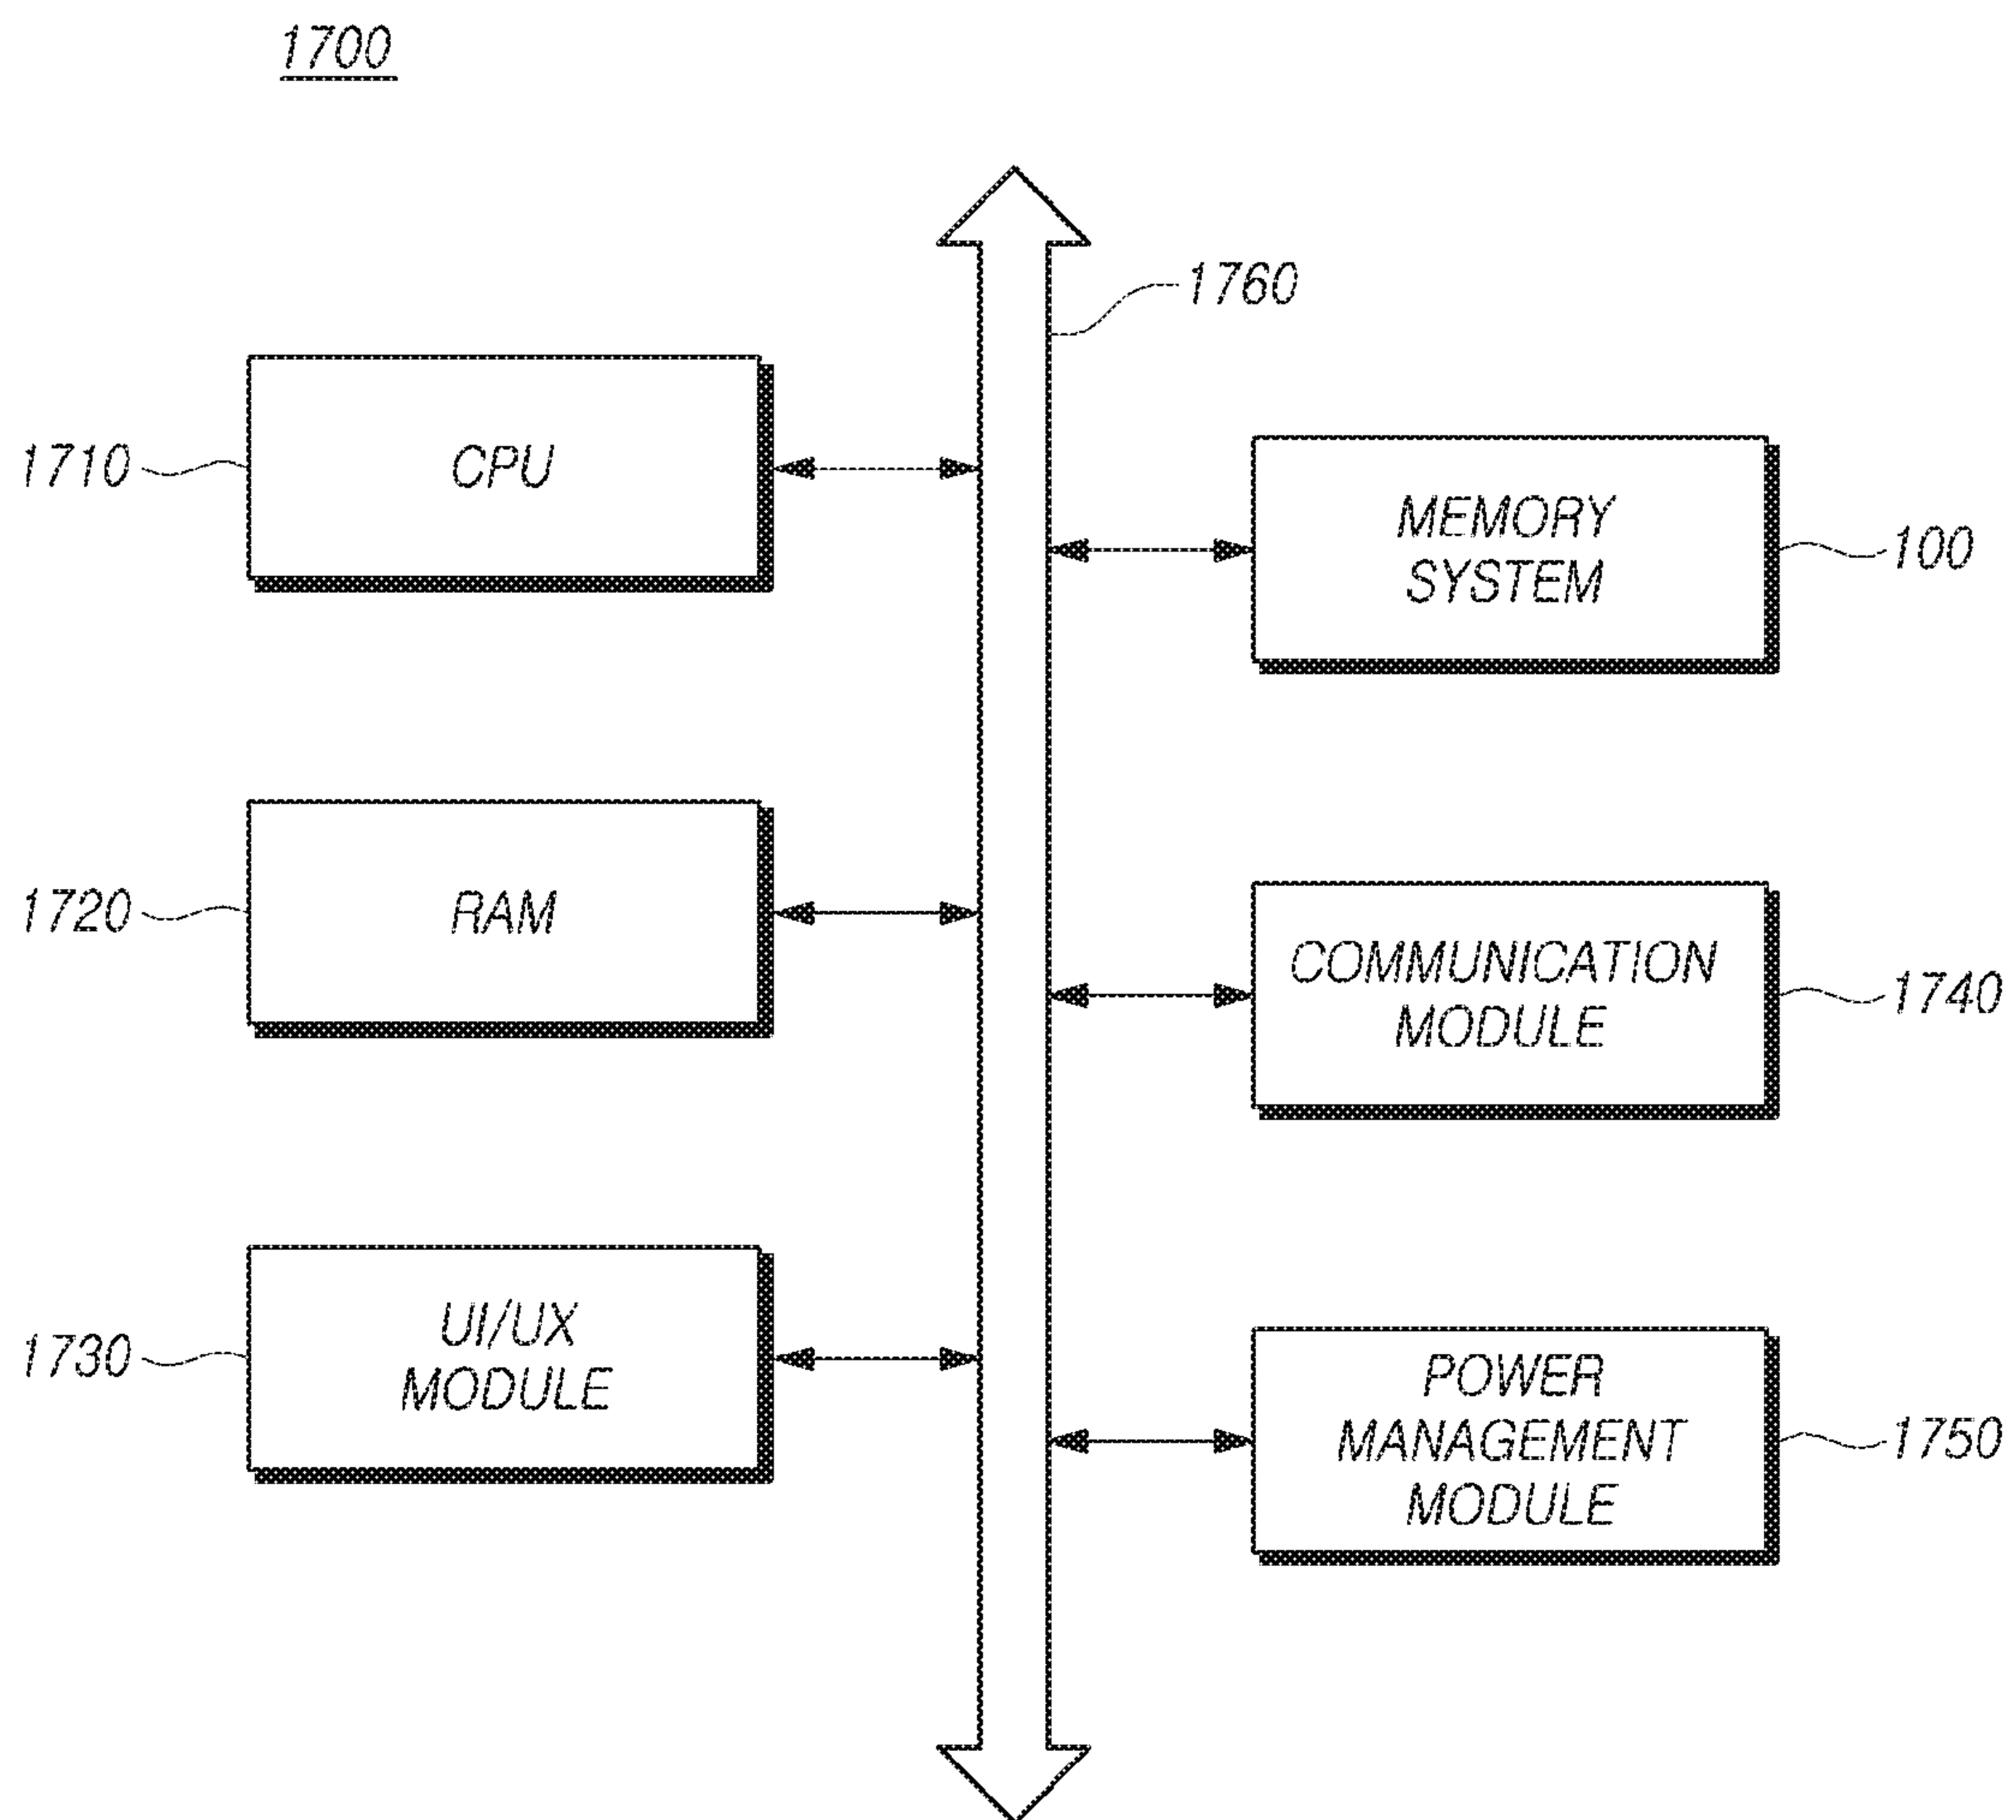 1700
1760
1710
CPU
MEMORY
SYSTEM
100
1720
RAM
COMMUNICATION
MODULE
1740
1730
UI/UX
MODULE
POWER
MANAGEMENT
MODULE
1750